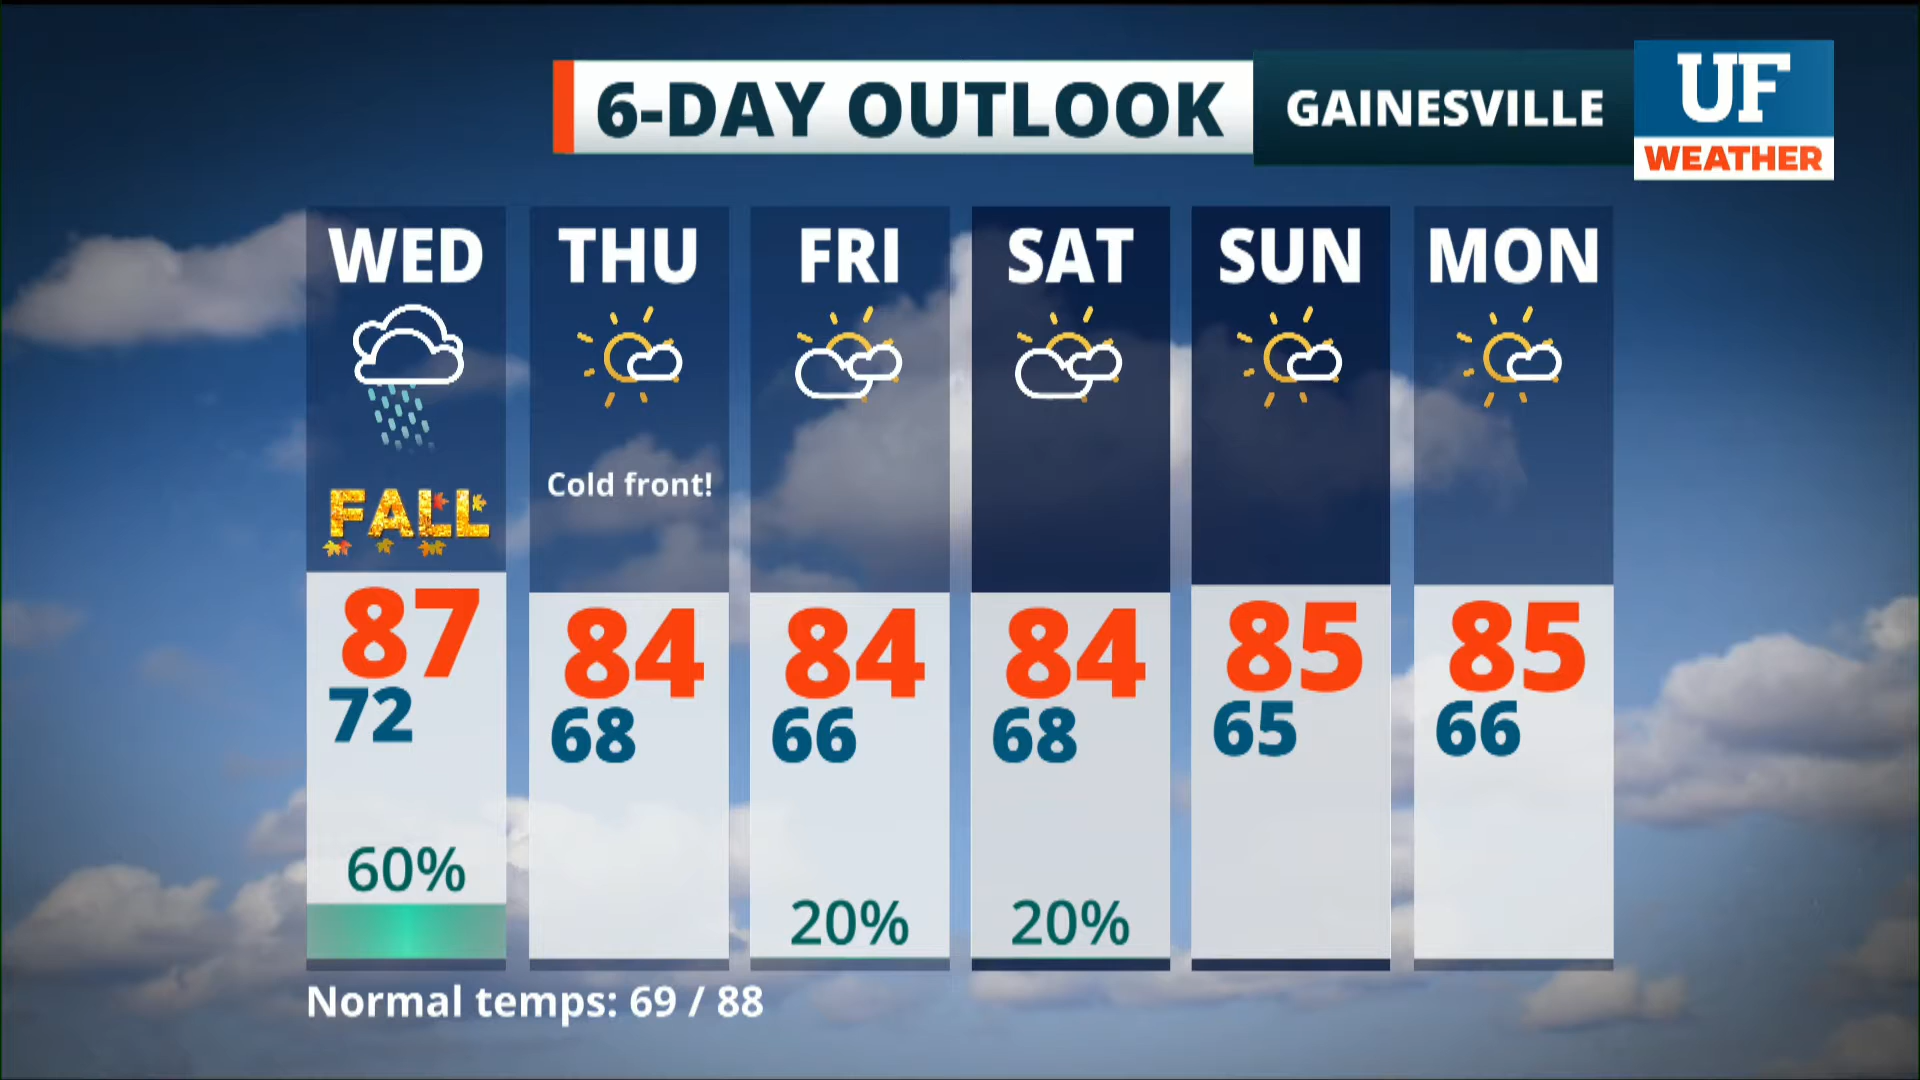 6-DAY OUTLOOK
GAINESVILLE
UF
WEATHER
WED
THU
FRI
SAT
SUN
MON
FALL
Cold front!
87
84
84
84
85
85
72
68
66
68
65
66
60%
20%
20%
Normal temps: 69 / 88